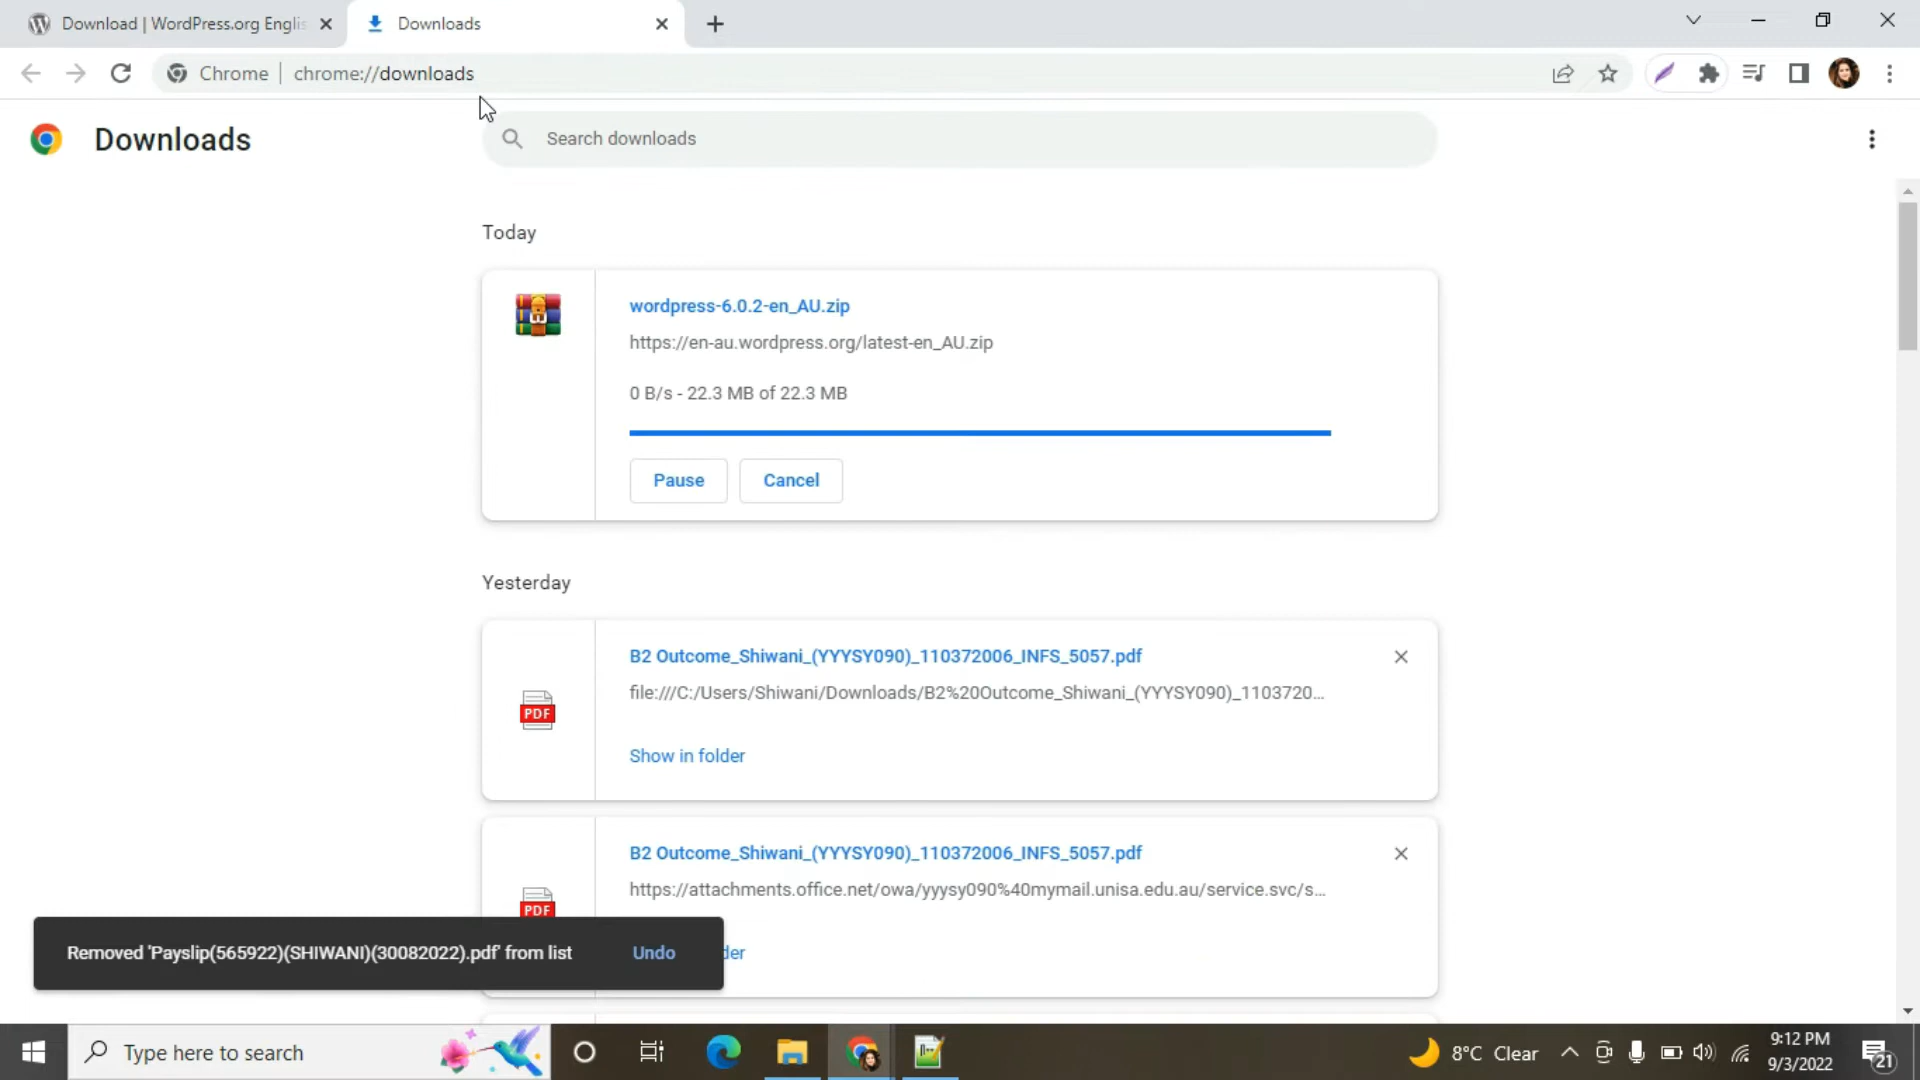 Download | WordPress.org Englis
Downloads
Chrome
chrome://downloads
Downloads
Search downloads
Today
wordpress-6.0.2-en_AU.zip
https://en-au.wordpress.org/latest-en_AU.zip
0 B/s - 22.3 MB of 22.3 MB
Pause
Cancel
Yesterday
B2 Outcome_Shiwani_(YYYSY090)_110372006_INFS_5057.pdf
file:///C:/Users/Shiwani/Downloads/B2%20Outcome_Shiwani_(YYYSY090)_1103720...
PDF
Show in folder
B2 Outcome_Shiwani_(YYYSY090)_110372006_INFS_5057.pdf
https://attachments.office.net/owa/yyysy090%40mymail.unisa.edu.au/service.svc/s...
PDF
Removed 'Payslip(565922)(SHIWANI)(30082022).pdf' from list
Undo
der
Type here to search
8°C Clear
9:12 PM
9/3/2022
21